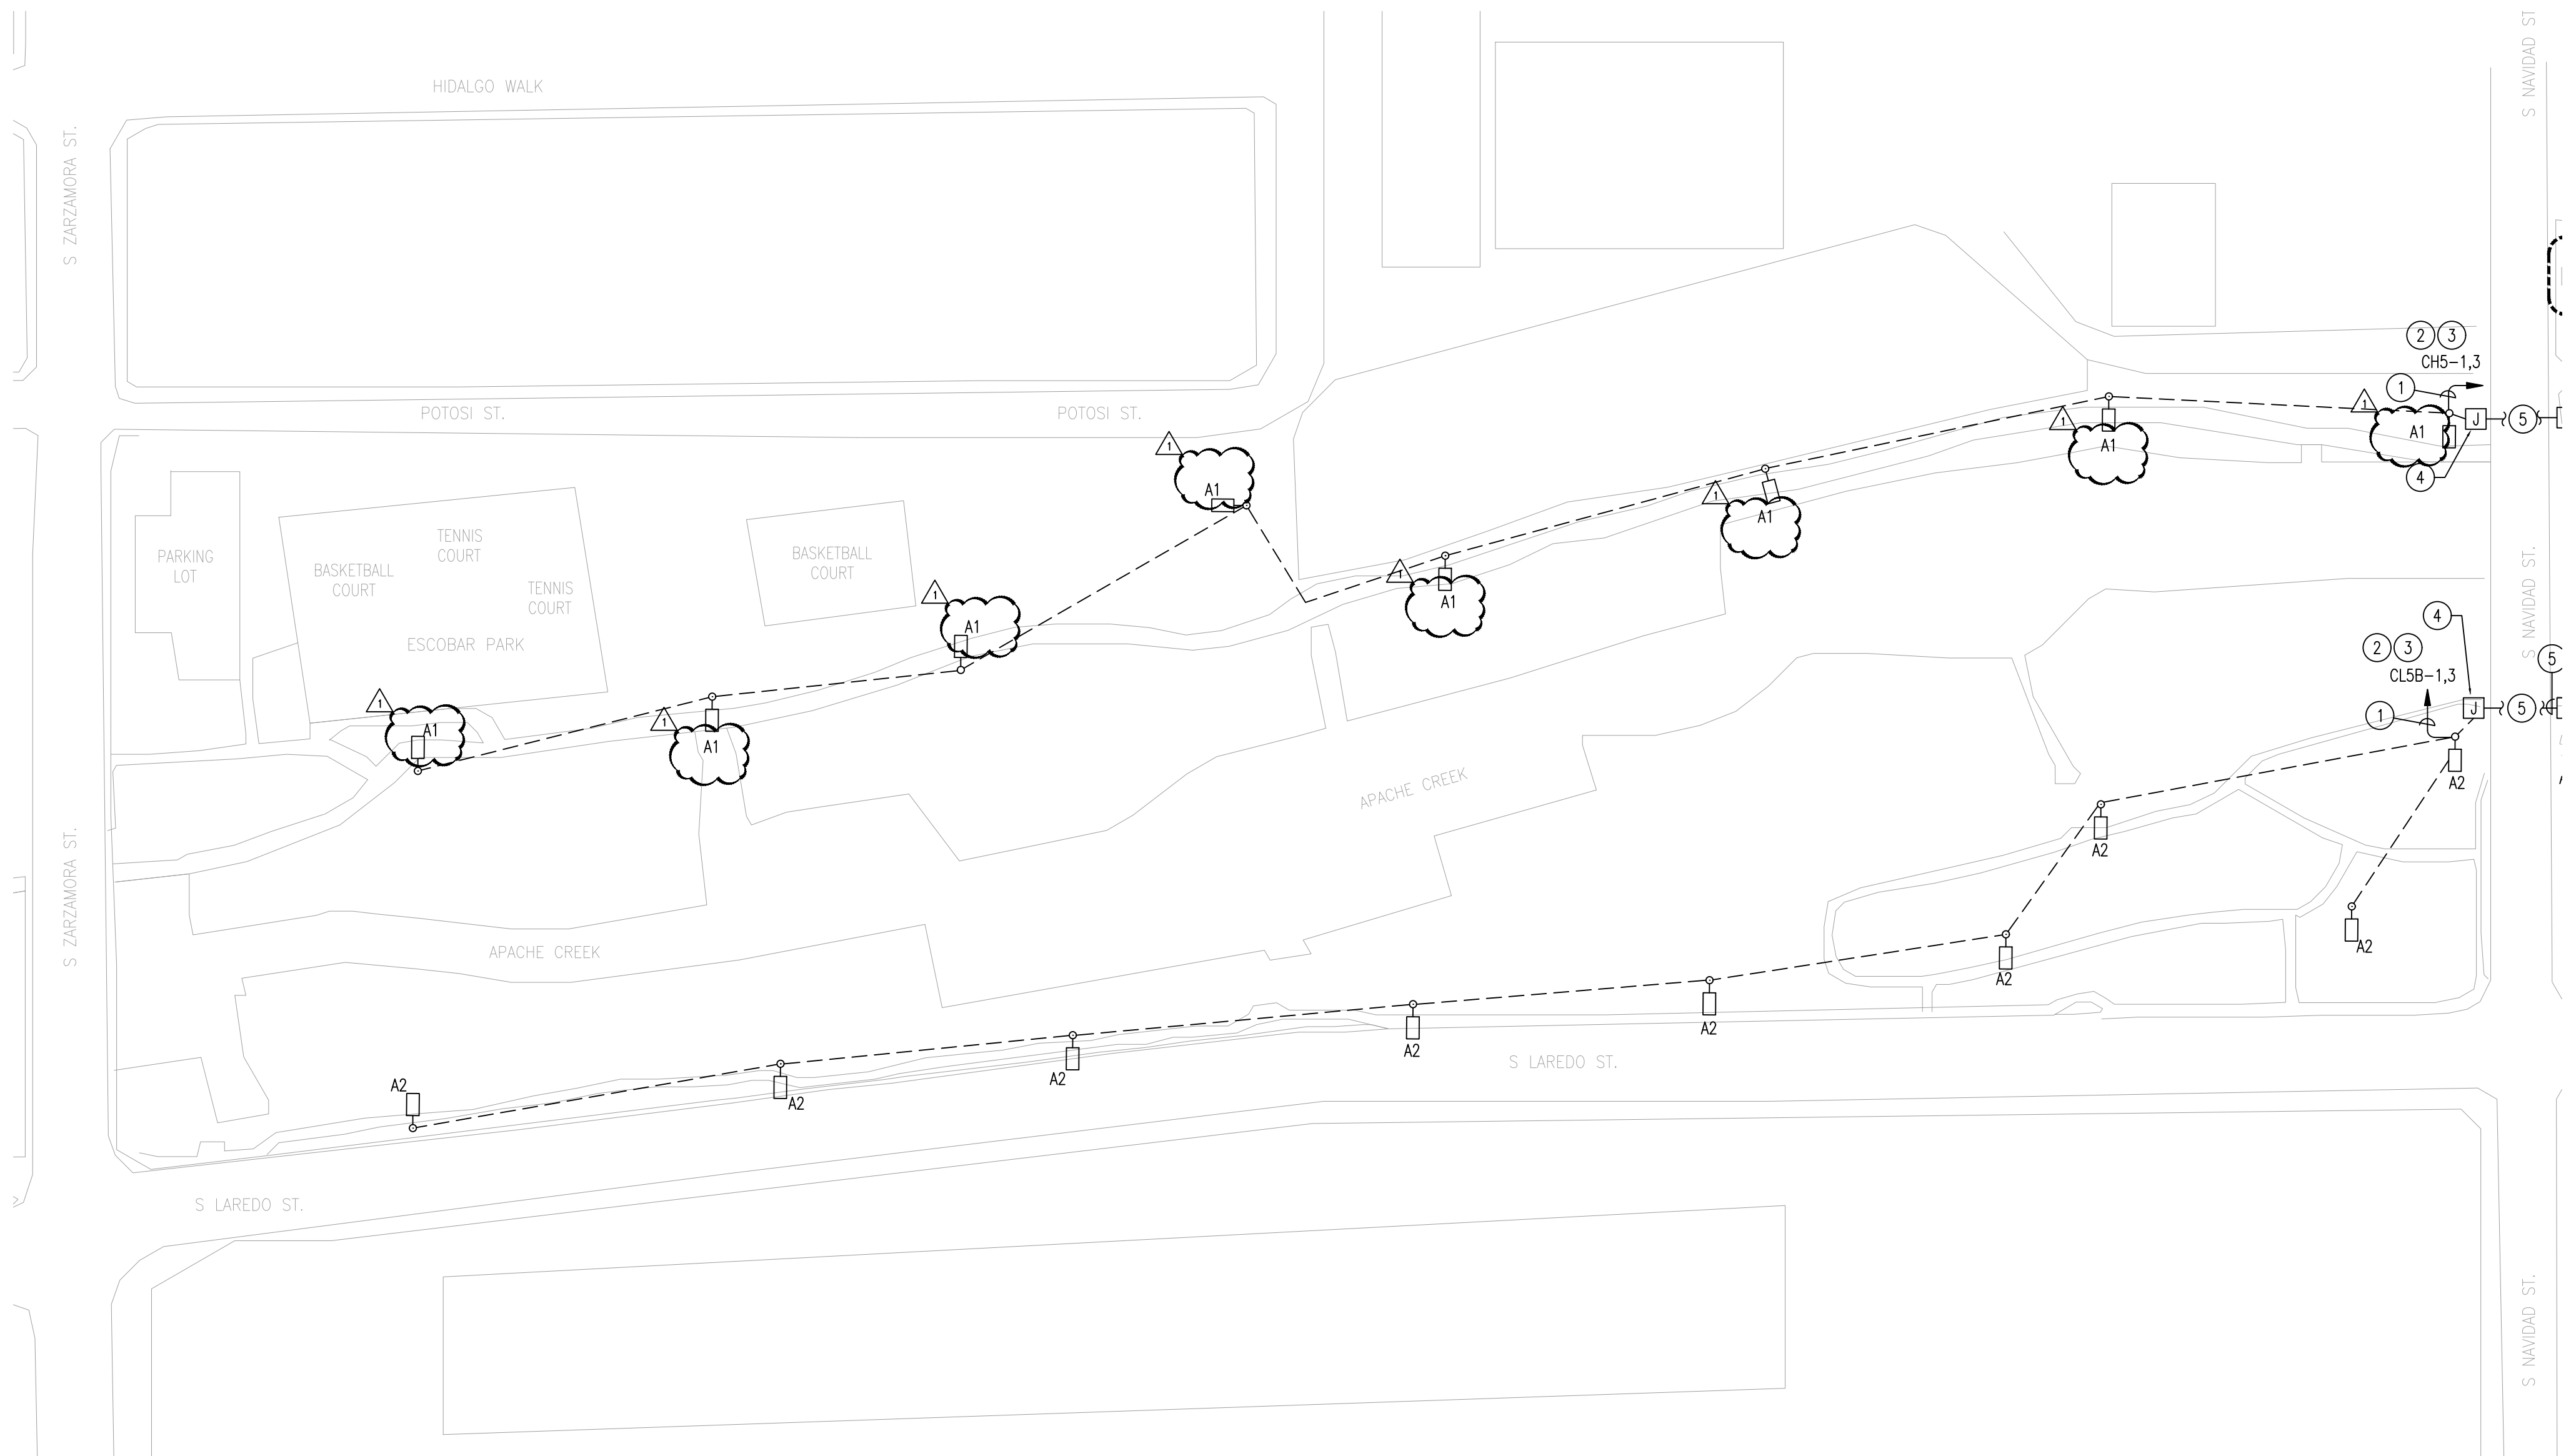 S NAVIDAD ST
HIDALGO WALK
S ZARZAMORA ST.
2 3
CH5-1,3
1
1
POTOSI ST.
POTOSI ST.
1
J
5
A1
1
A1
4
1
A1
1
A1
TENNIS
COURT
BASKETBALL
COURT
PARKING
LOT
BASKETBALL
COURT
TENNIS
COURT
1
A1
1
A1
S NAVIDAD ST.
4
ESCOBAR PARK
2 3
5
CL5B-1,3
1
A1
1
A1
J
5
1
A2
APACHE CREEK
A2
S ZARZAMORA ST.
APACHE CREEK
A2
A2
A2
A2
A2
S LAREDO ST.
A2
A2
A2
S LAREDO ST.
S NAVIDAD ST.